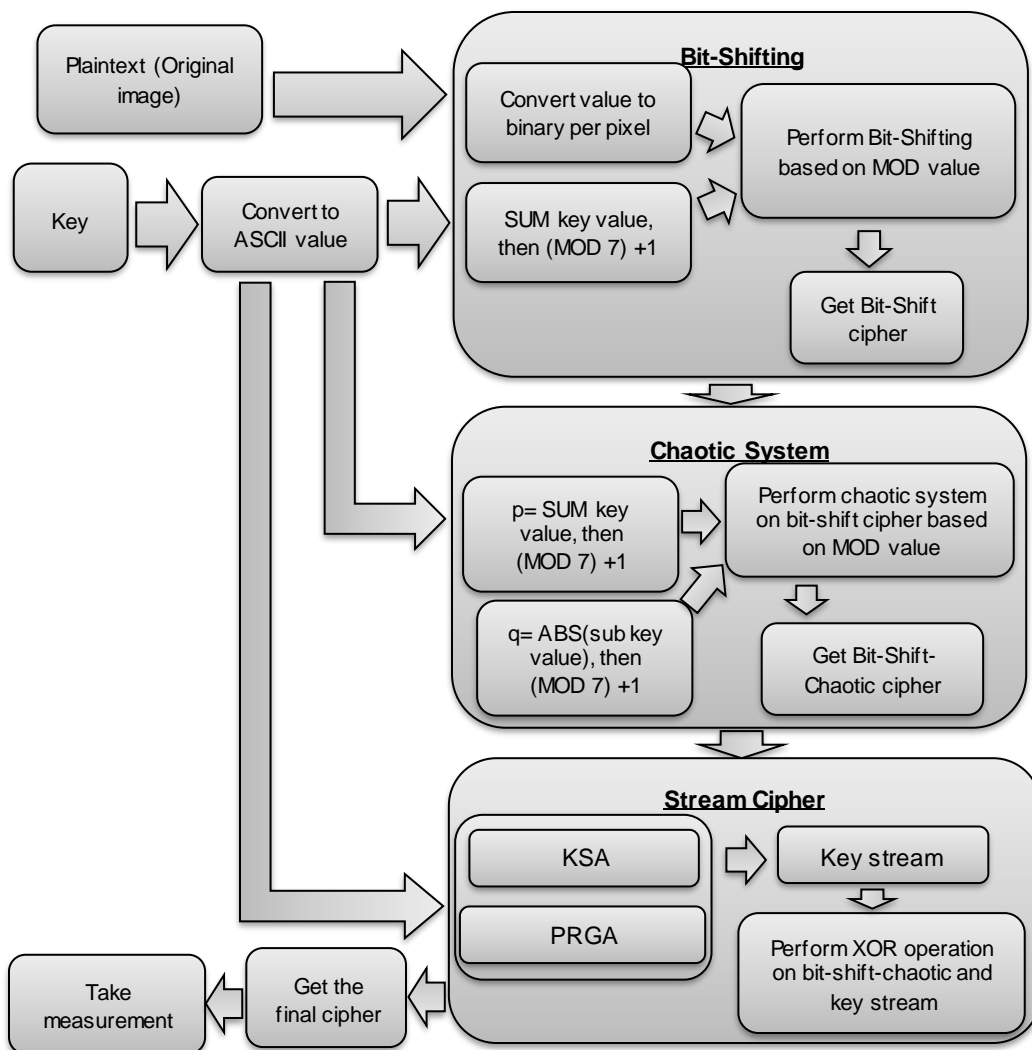 Plaintext (Original
image)
Key
Convert to
ASCII value
Bit-Shifting
Convert value to
binary per pixel
SUM key value,
then (MOD 7) +1
Perform Bit-Shifting
based on MOD value
Get Bit-Shift
cipher
Chaotic System
p= SUM key
value, then
(MOD 7) +1
q= ABS(sub key
value), then
(MOD 7) +1
Perform chaotic system
on bit-shift cipher based
on MOD value
Get Bit-Shift-
Chaotic cipher
Stream Cipher
KSA
PRGA
Key stream
Perform XOR operation
on bit-shift-chaotic and
key stream
Get the
final cipher
Take
measurement